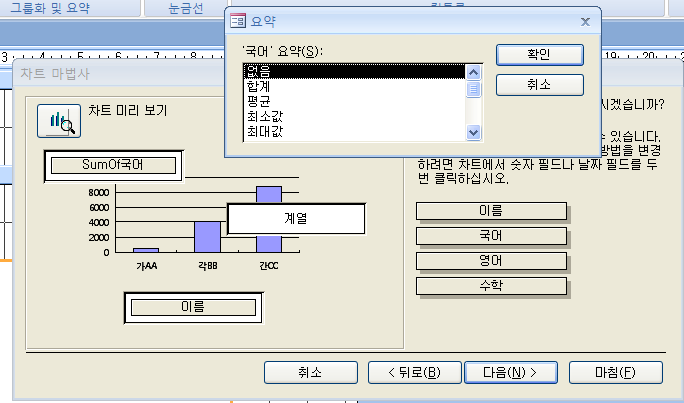 그룹화 및 요약
눈금선
요약
3
19
20
차트 마법사
'국어' 요약(S):
없음
합계
평균
최소값
최대값
확인
취소
차트 미리 보기
시겠습니까?
수 있습니다.
방법을 변경
하려면 차트에서 숫자 필드나 날짜 필드를 두
번 클릭하십시오.
SumOf국어
8000
6000
4000
2000
0
가AA
각BB
간CC
계열
이름
이름
국어
영어
수학
취소
< 뒤로(B)
다음(N) >
마침(F)